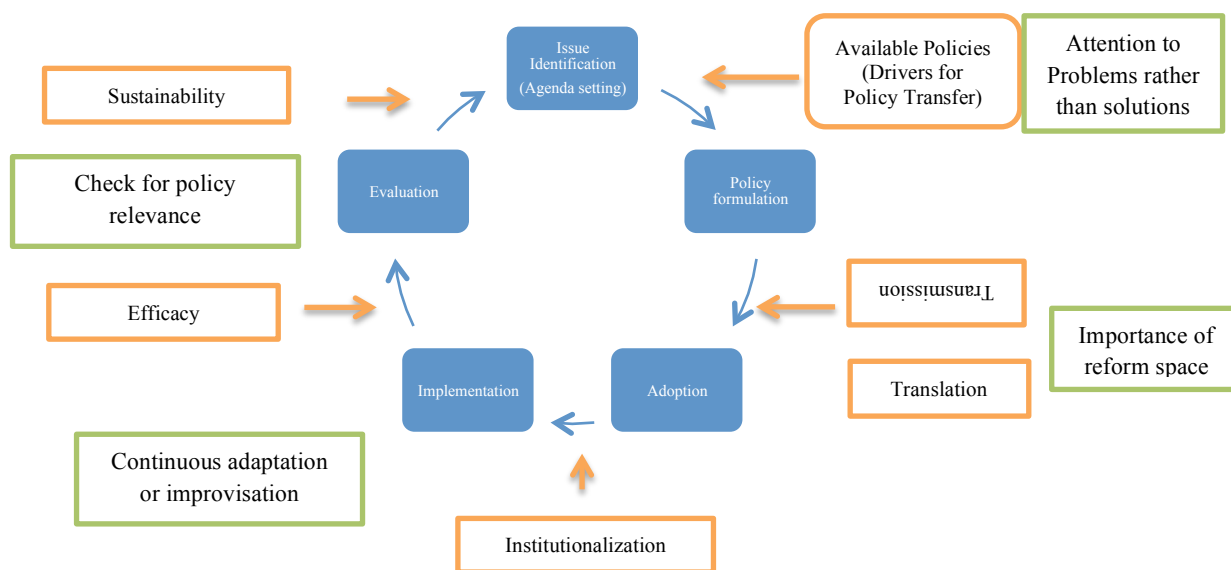 Issue
Identification
(Agenda setting)
Available Policies
(Drivers for
Policy Transfer)
Attention to
Problems rather
than solutions
Sustainability
Check for policy
relevance
Evaluation
Policy
formulation
Efficacy
Transmission
Translation
Importance of
reform space
Implementation
Adoption
Continuous adaptation
or improvisation
Institutionalization